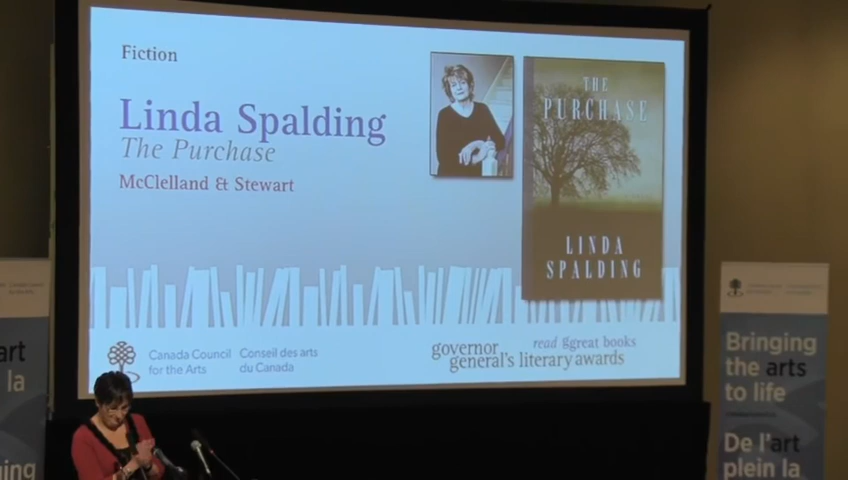 Fiction
Linda Spalding
The Purchase
McClelland & Stewart
THE
PURCHASE
LINDA
SPALDING
Canada Council
for the Arts
Conseil des arts
du Canada
governor
general's literary awards
read great books
art
la
ing
Bringing
the arts
to life
De l'art
plein la